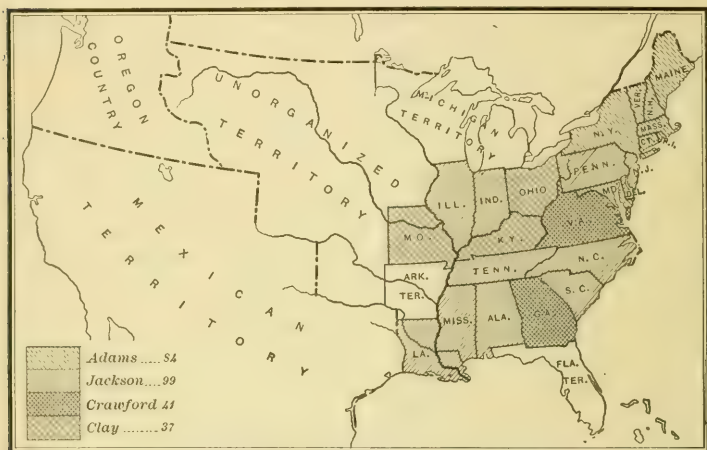 OREGON
COUNTRY
UNORGANIZED
TERRITORY
MICHIGAN
TERRITORY
MEXICAN
TERRITORY
MAINE
VER.
N.H.
MASS.
CT.
R.I.
N.Y.
PENN.
N.J.
DEL.
MD.
OHIO
IND.
ILL.
VA.
KY.
MO.
N.C.
TENN.
S.C.
ARK.
TER.
GA.
ALA.
MISS.
LA.
FLA.
TER.
Adams .... 84
Jackson .... 99
Crawford 41
Clay ........ 37